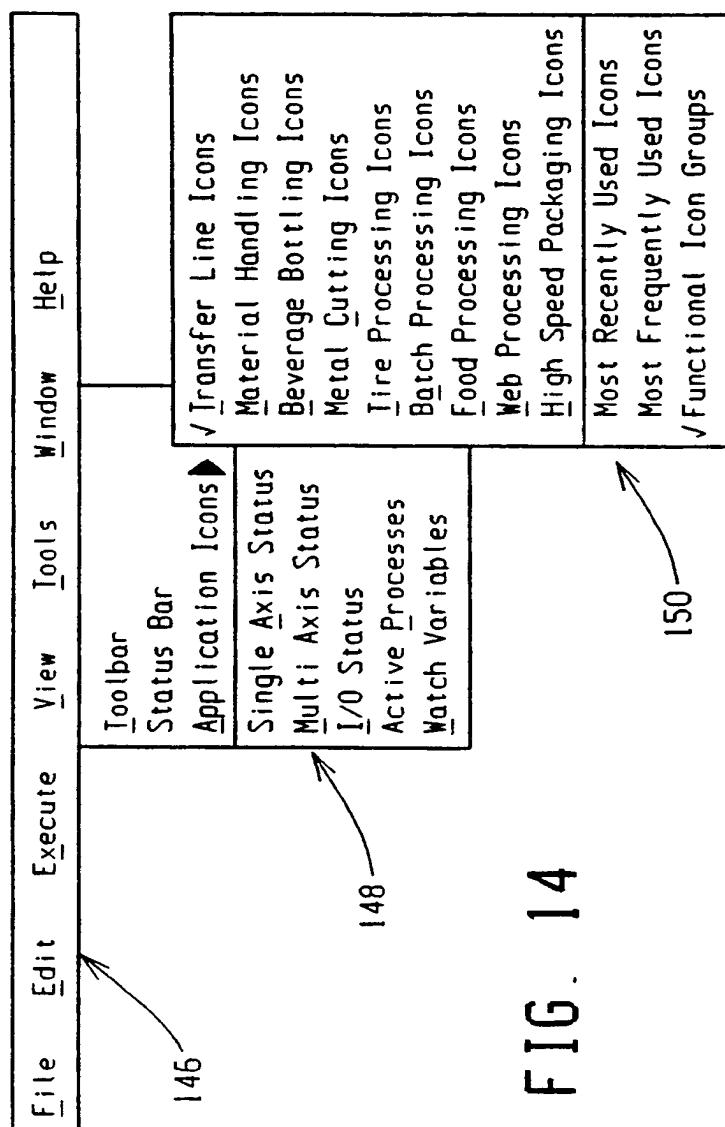 File Edit Execute View Tools Window Help
Toolbar
Status Bar
Application Icons
Single Axis Status
Multi Axis Status
I/O Status
Active Processes
Watch Variables
√Transfer Line Icons
Material Handling Icons
Beverage Bottling Icons
Metal Cutting Icons
Tire Processing Icons
Batch Processing Icons
Food Processing Icons
Web Processing Icons
High Speed Packaging Icons
Most Recently Used Icons
Most Frequently Used Icons
√Functional Icon Groups
146
148
150
FIG. 14